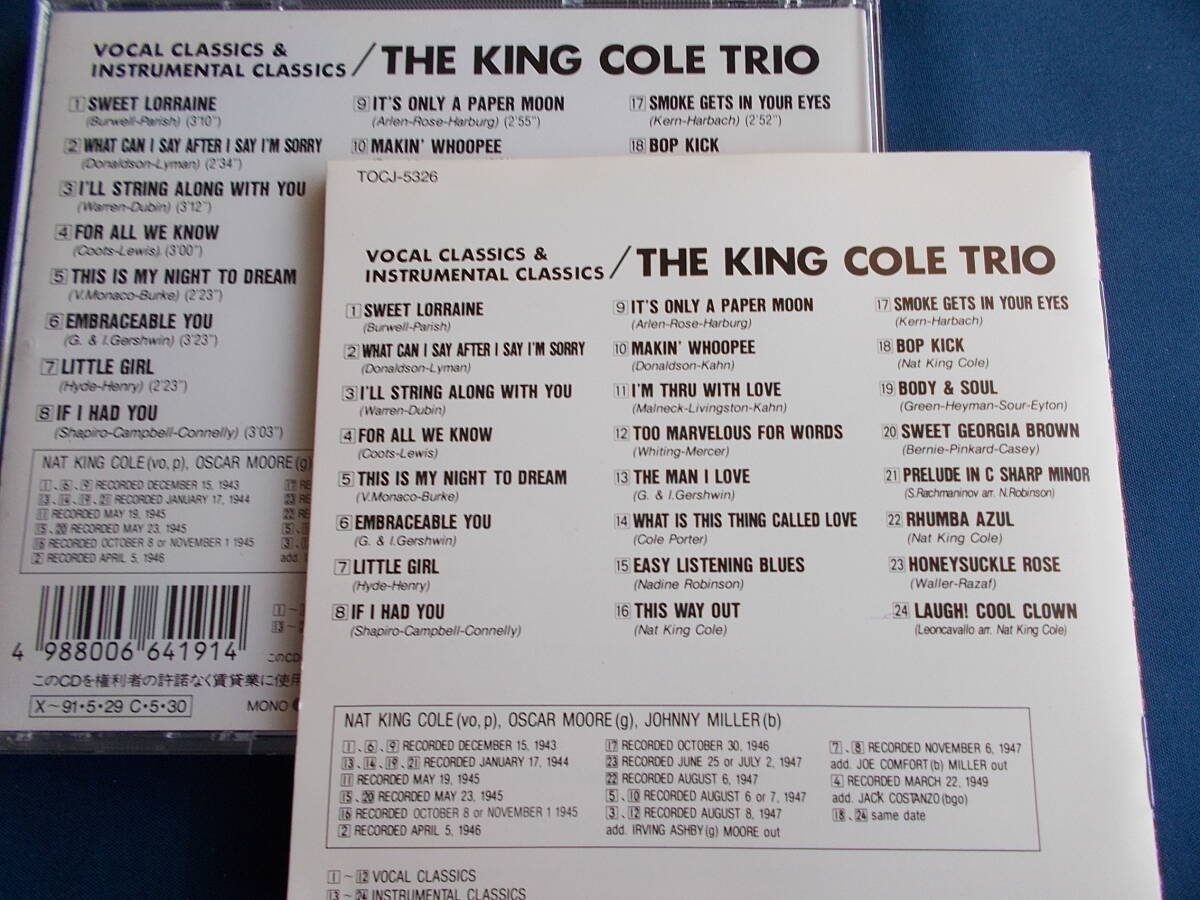 VOCAL CLASSICS &
INSTRUMENTAL CLASSICS / THE KING COLE TRIO
1 SWEET LORRAINE
(Burwell-Parish) (3'10")
2 WHAT CAN I SAY AFTER I SAY I'M SORRY
(Donaldson-Lyman) (2'34")
3 I'LL STRING ALONG WITH YOU
(Warren-Dubin) (3'12")
4 FOR ALL WE KNOW
(Coots-Lewis) (3'00")
5 THIS IS MY NIGHT TO DREAM
(V.Monaco-Burke) (2'23")
6 EMBRACEABLE YOU
(G. & I.Gershwin) (3'23")
7 LITTLE GIRL
(Hyde-Henry) (2'23")
8 IF I HAD YOU
(Shapiro-Campbell-Connelly) (3'03")
9 IT'S ONLY A PAPER MOON
(Arlen-Rose-Harburg) (2'55")
10 MAKIN' WHOOPEE
17 SMOKE GETS IN YOUR EYES
(Kern-Harbach) (2'52")
18 BOP KICK
NAT KING COLE (vo, p), OSCAR MOORE (g)
1、6、9 RECORDED DECEMBER 15, 1943
13、14、19、21 RECORDED JANUARY 17, 1944
11 RECORDED MAY 19, 1945
15、20 RECORDED MAY 23, 1945
16 RECORDED OCTOBER 8 or NOVEMBER 1 1945
2 RECORDED APRIL 5, 1946
17 RE
23
22
5、1
3、1
add.
4 988006 641914
1~
13~
このCD
このCDを権利者の許諾なく賃貸業に使用
X~91・5・29 C・5・30
MONO
TOCJ-5326
VOCAL CLASSICS &
INSTRUMENTAL CLASSICS / THE KING COLE TRIO
1 SWEET LORRAINE
(Burwell-Parish)
2 WHAT CAN I SAY AFTER I SAY I'M SORRY
(Donaldson-Lyman)
3 I'LL STRING ALONG WITH YOU
(Warren-Dubin)
4 FOR ALL WE KNOW
(Coots-Lewis)
5 THIS IS MY NIGHT TO DREAM
(V.Monaco-Burke)
6 EMBRACEABLE YOU
(G. & I.Gershwin)
7 LITTLE GIRL
(Hyde-Henry)
8 IF I HAD YOU
(Shapiro-Campbell-Connelly)
9 IT'S ONLY A PAPER MOON
(Arlen-Rose-Harburg)
10 MAKIN' WHOOPEE
(Donaldson-Kahn)
11 I'M THRU WITH LOVE
(Malneck-Livingston-Kahn)
12 TOO MARVELOUS FOR WORDS
(Whiting-Mercer)
13 THE MAN I LOVE
(G. & I.Gershwin)
14 WHAT IS THIS THING CALLED LOVE
(Cole Porter)
15 EASY LISTENING BLUES
(Nadine Robinson)
16 THIS WAY OUT
(Nat King Cole)
17 SMOKE GETS IN YOUR EYES
(Kern-Harbach)
18 BOP KICK
(Nat King Cole)
19 BODY & SOUL
(Green-Heyman-Sour-Eyton)
20 SWEET GEORGIA BROWN
(Bernie-Pinkard-Casey)
21 PRELUDE IN C SHARP MINOR
(S.Rachmaninov arr. N.Robinson)
22 RHUMBA AZUL
(Nat King Cole)
23 HONEYSUCKLE ROSE
(Waller-Razaf)
24 LAUGH! COOL CLOWN
(Leoncavallo arr. Nat King Cole)
NAT KING COLE (vo, p), OSCAR MOORE (g), JOHNNY MILLER (b)
1、6、9 RECORDED DECEMBER 15, 1943
13、14、19、21 RECORDED JANUARY 17, 1944
11 RECORDED MAY 19, 1945
15、20 RECORDED MAY 23, 1945
16 RECORDED OCTOBER 8 or NOVEMBER 1 1945
2 RECORDED APRIL 5, 1946
17 RECORDED OCTOBER 30, 1946
23 RECORDED JUNE 25 or JULY 2, 1947
22 RECORDED AUGUST 6, 1947
5、10 RECORDED AUGUST 6 or 7, 1947
3、12 RECORDED AUGUST 8, 1947
add. IRVING ASHBY (g) MOORE out
7、8 RECORDED NOVEMBER 6, 1947
add. JOE COMFORT (b) MILLER out
4 RECORDED MARCH 22, 1949
add. JACK COSTANZO (bgo)
18、24 same date
1~12 VOCAL CLASSICS
13~24 INSTRUMENTAL CLASSICS